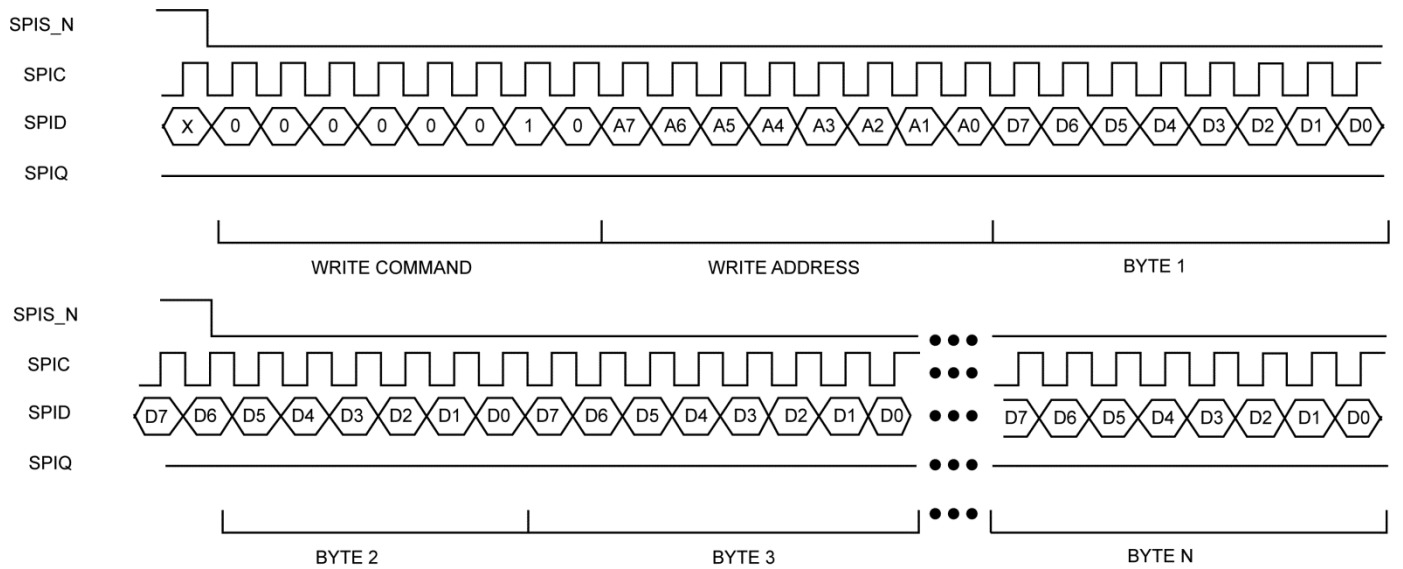 SPIS_N
SPIC
SPID X 0 0 0 0 0 0 1 0 A7 A6 A5 A4 A3 A2 A1 A0 D7 D6 D5 D4 D3 D2 D1 D0
SPIQ
WRITE COMMAND WRITE ADDRESS BYTE 1
SPIS_N
SPIC
SPID D7 D6 D5 D4 D3 D2 D1 D0 D7 D6 D5 D4 D3 D2 D1 D0 D7 D6 D5 D4 D3 D2 D1 D0
SPIQ
BYTE 2 BYTE 3 BYTE N